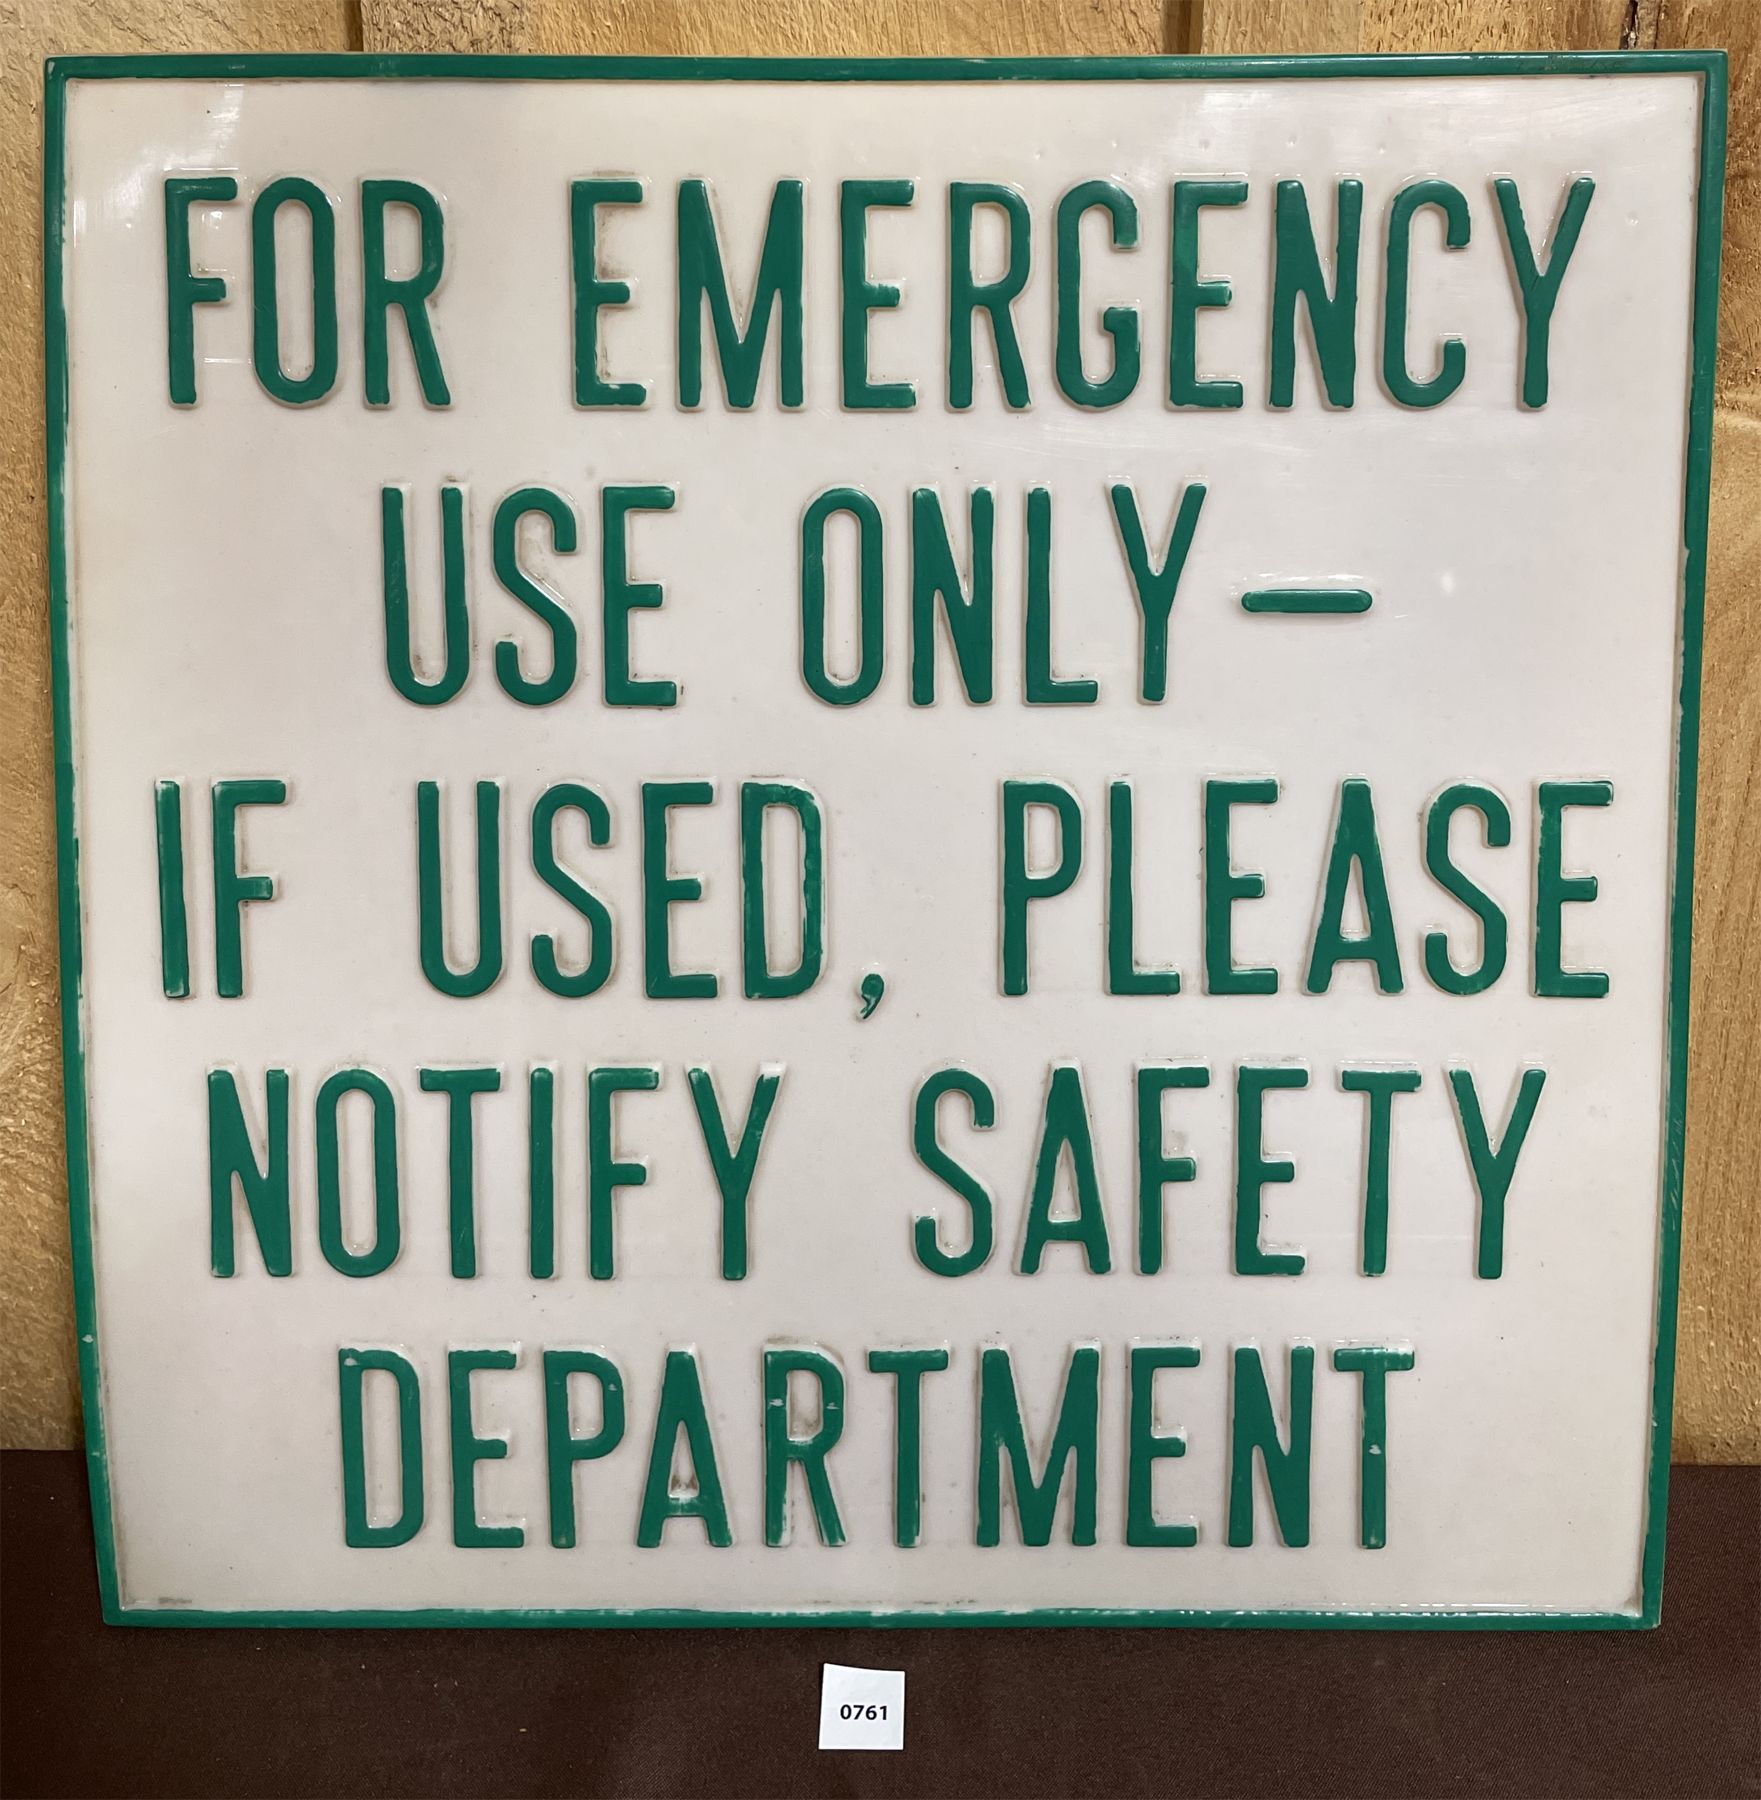 FOR EMERGENCY
USE ONLY–
IF USED, PLEASE
NOTIFY SAFETY
DEPARTMENT
0761